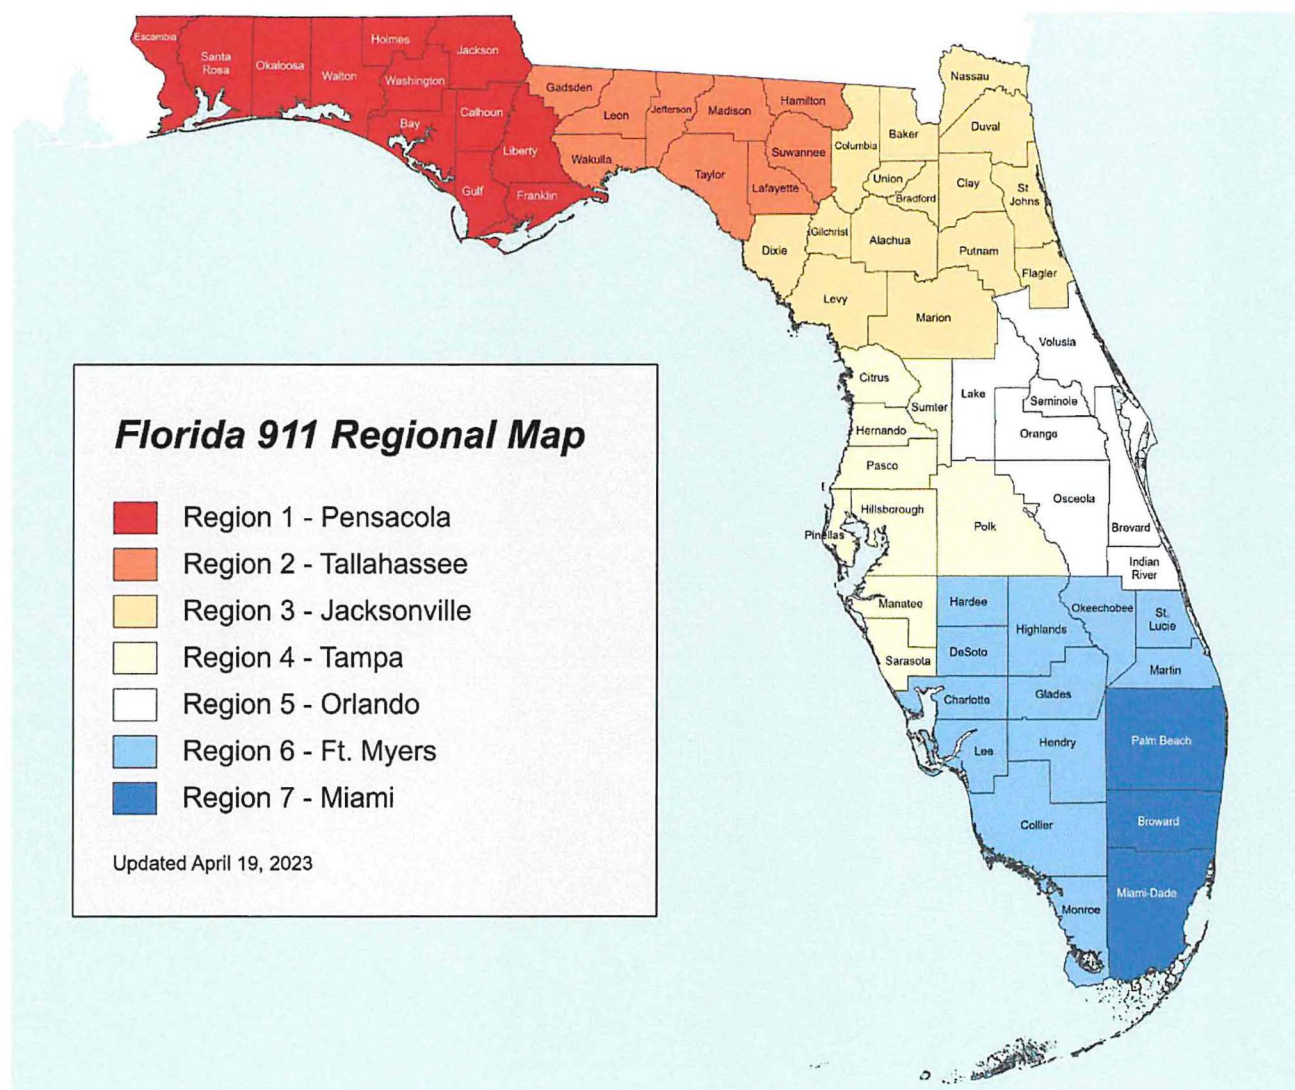 Escambia
Santa
Rosa
Okaloosa
Walton
Holmes
Washington
Jackson
Bay
Calhoun
Gulf
Liberty
Franklin
Gadsden
Leon
Wakulla
Jefferson
Madison
Taylor
Hamilton
Suwannee
Lafayette
Columbia
Baker
Nassau
Duval
Union
Bradford
Clay
St
Johns
Dixie
Gilchrist
Alachua
Putnam
Flagler
Levy
Marion
Volusia
Citrus
Sumter
Lake
Seminole
Hernando
Orange
Pasco
Osceola
Hillsborough
Polk
Brevard
Pinellas
Indian
River
Manatee
Hardee
Okeechobee
St.
Lucie
Highlands
Sarasota
DeSoto
Martin
Charlotte
Glades
Lee
Hendry
Palm Beach
Collier
Broward
Monroe
Miami-Dade
Florida 911 Regional Map
Region 1 - Pensacola
Region 2 - Tallahassee
Region 3 - Jacksonville
Region 4 - Tampa
Region 5 - Orlando
Region 6 - Ft. Myers
Region 7 - Miami
Updated April 19, 2023